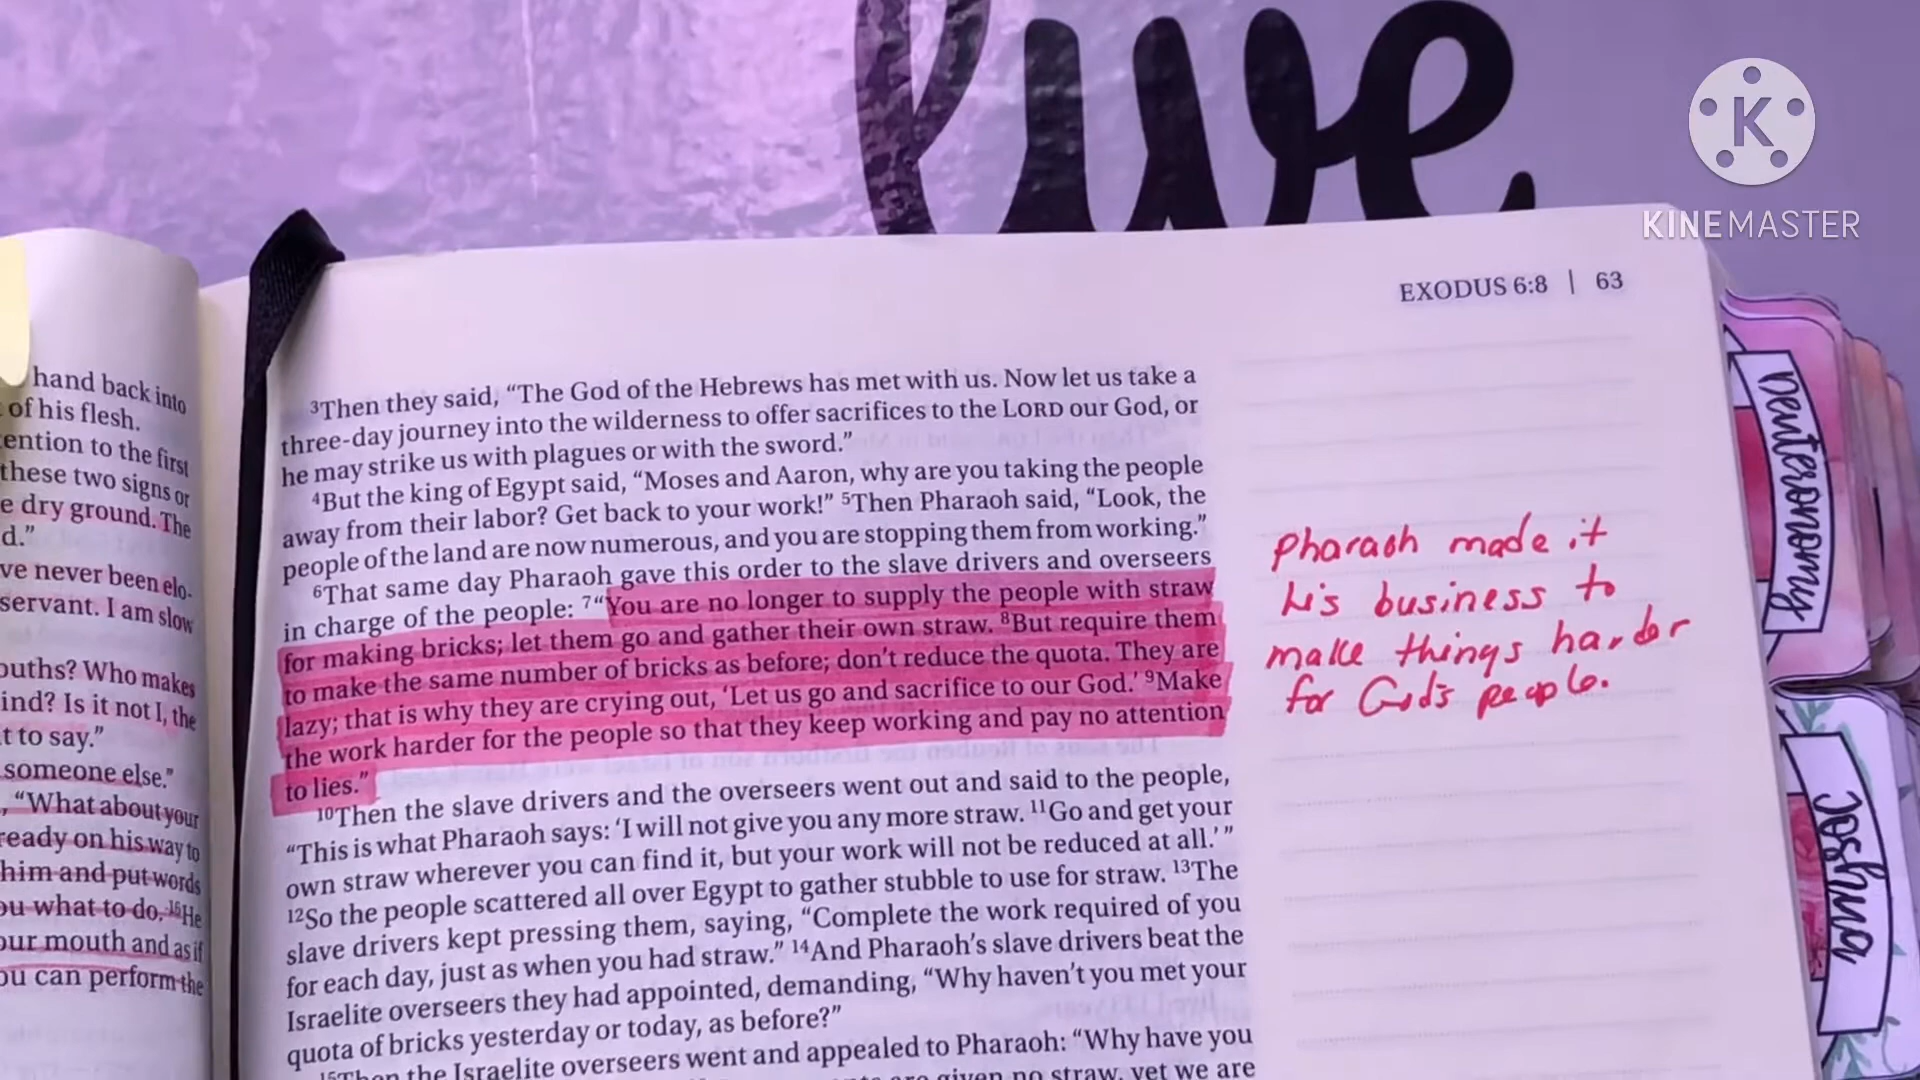 live
KINEMASTER
EXODUS 6:8 | 63
hand back into
of his flesh.
ention to the first
these two signs or
e dry ground. The
d.”
ve never been elo-
servant. I am slow
ouths? Who makes
ind? Is it not I, the
t to say.”
someone else.”
, “What about your
ready on his way to
him and put words
ou what to do. 16He
our mouth and as if
ou can perform the
3Then they said, “The God of the Hebrews has met with us. Now let us take a
three-day journey into the wilderness to offer sacrifices to the LORD our God, or
he may strike us with plagues or with the sword.”
4But the king of Egypt said, “Moses and Aaron, why are you taking the people
away from their labor? Get back to your work!” 5Then Pharaoh said, “Look, the
people of the land are now numerous, and you are stopping them from working.”
6That same day Pharaoh gave this order to the slave drivers and overseers
in charge of the people: 7“You are no longer to supply the people with straw
for making bricks; let them go and gather their own straw. 8But require them
to make the same number of bricks as before; don’t reduce the quota. They are
lazy; that is why they are crying out, ‘Let us go and sacrifice to our God.’ 9Make
the work harder for the people so that they keep working and pay no attention
to lies.”
10Then the slave drivers and the overseers went out and said to the people,
“This is what Pharaoh says: ‘I will not give you any more straw. 11Go and get your
own straw wherever you can find it, but your work will not be reduced at all.’ ”
12So the people scattered all over Egypt to gather stubble to use for straw. 13The
slave drivers kept pressing them, saying, “Complete the work required of you
for each day, just as when you had straw.” 14And Pharaoh’s slave drivers beat the
Israelite overseers they had appointed, demanding, “Why haven’t you met your
quota of bricks yesterday or today, as before?”
15Then the Israelite overseers went and appealed to Pharaoh: “Why have you
given no straw, yet we are
Pharaoh made it
his business to
make things harder
for God's people.
Deuteronomy
Joshua